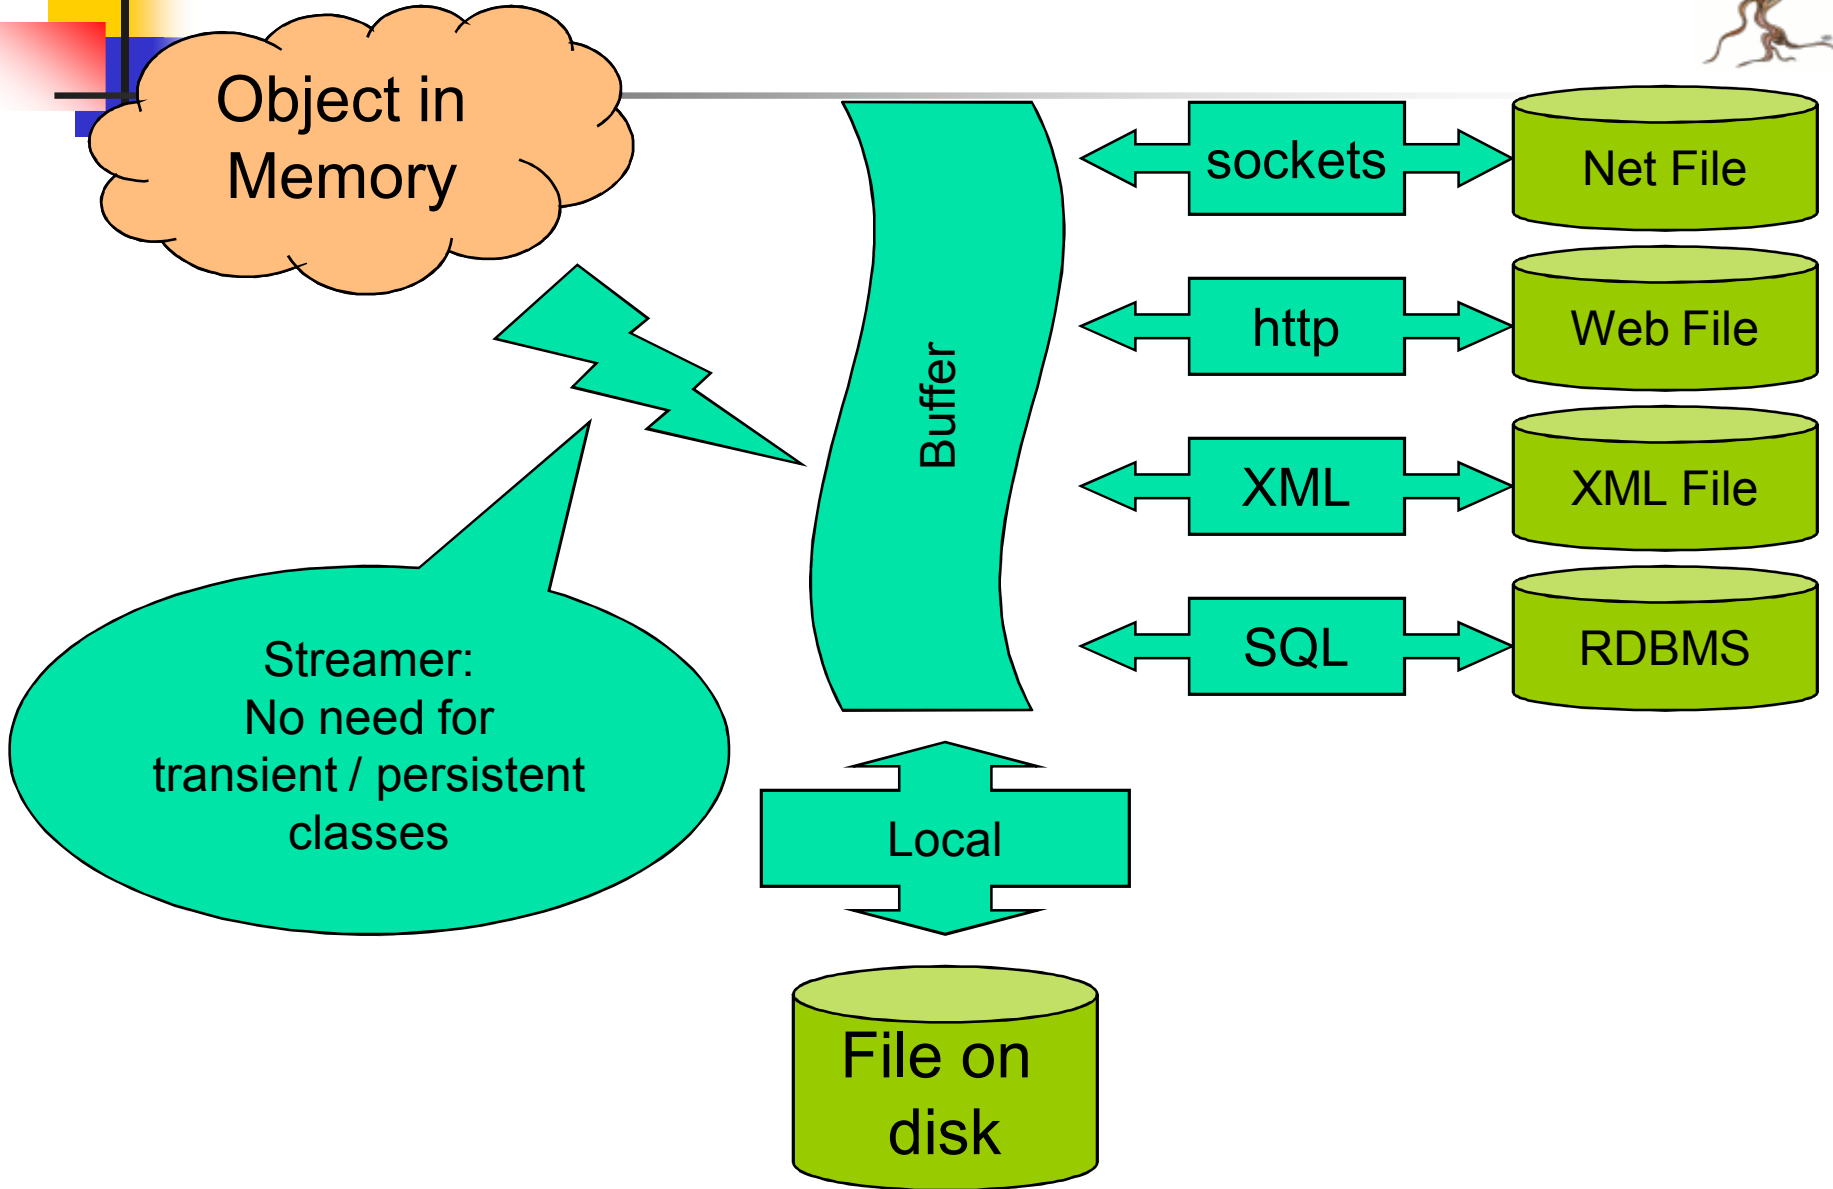 Object in
Memory
Buffer
sockets
Net File
http
Web File
XML
XML File
SQL
RDBMS
Streamer:
No need for
transient / persistent
classes
Local
File on
disk